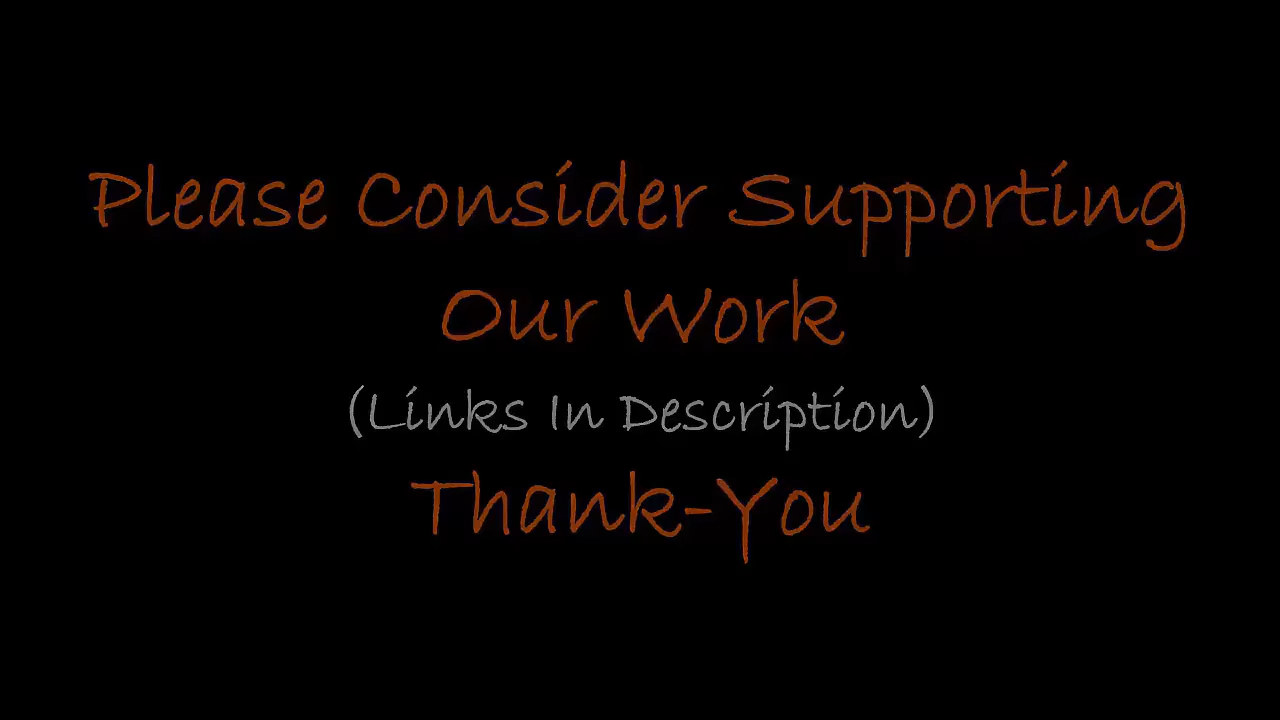 Please Consider Supporting
Our Work
(Links In Description)
Thank-You